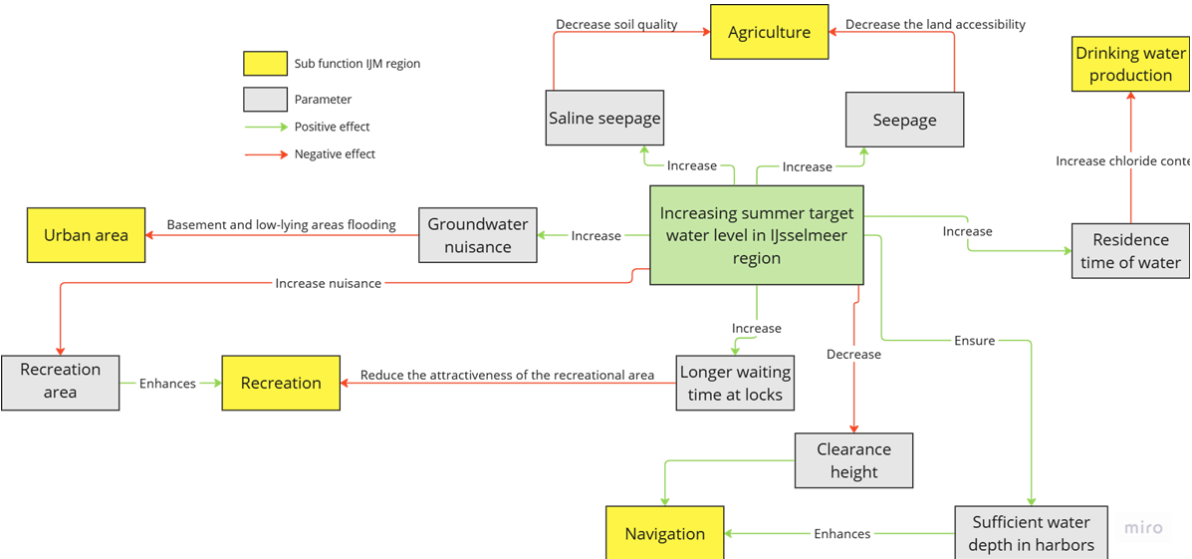 Decrease soil quality
Agriculture
Decrease the land accessibility
Sub function IJM region
Parameter
Positive effect
Negative effect
Drinking water
production
Saline seepage
Seepage
Increase
Increase
Increase chloride conte
Urban area
Basement and low-lying areas flooding
Groundwater
nuisance
Increase
Increasing summer target
water level in IJsselmeer
region
Increase
Residence
time of water
Increase nuisance
Increase
Decrease
Ensure
Recreation
area
Enhances
Recreation
Reduce the attractiveness of the recreational area
Longer waiting
time at locks
Clearance
height
Navigation
Enhances
Sufficient water
depth in harbors
miro